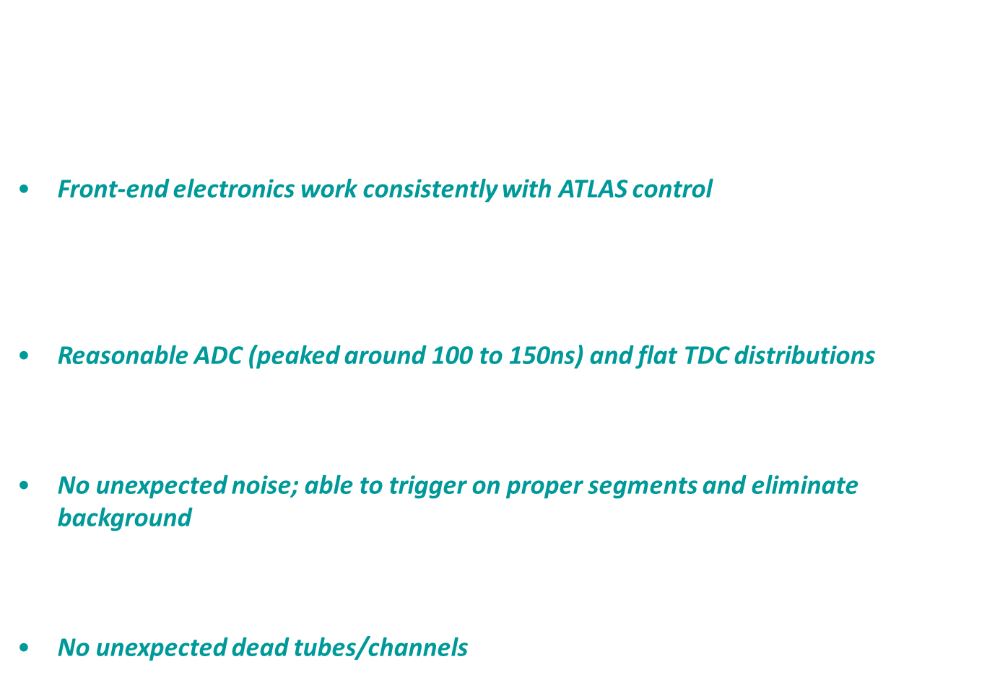 • Front-end electronics work consistently with ATLAS control
• Reasonable ADC (peaked around 100 to 150ns) and flat TDC distributions
• No unexpected noise; able to trigger on proper segments and eliminate
background
• No unexpected dead tubes/channels